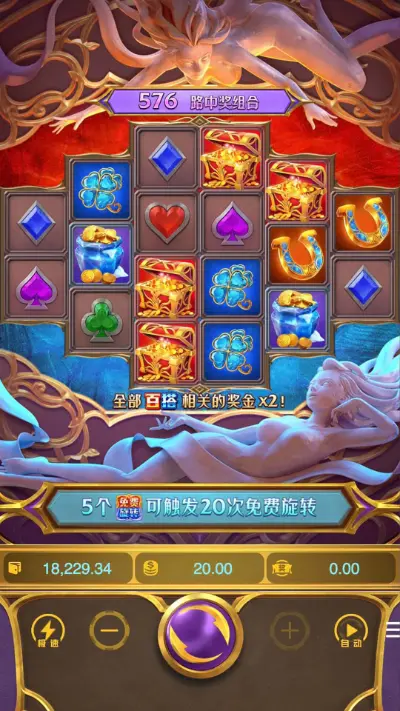 576 路中奖组合
全部 百搭 相关的奖金 x2!
5个 免费旋转 可触发20次免费旋转
18,229.34 20.00 奖 0.00
极速 自动